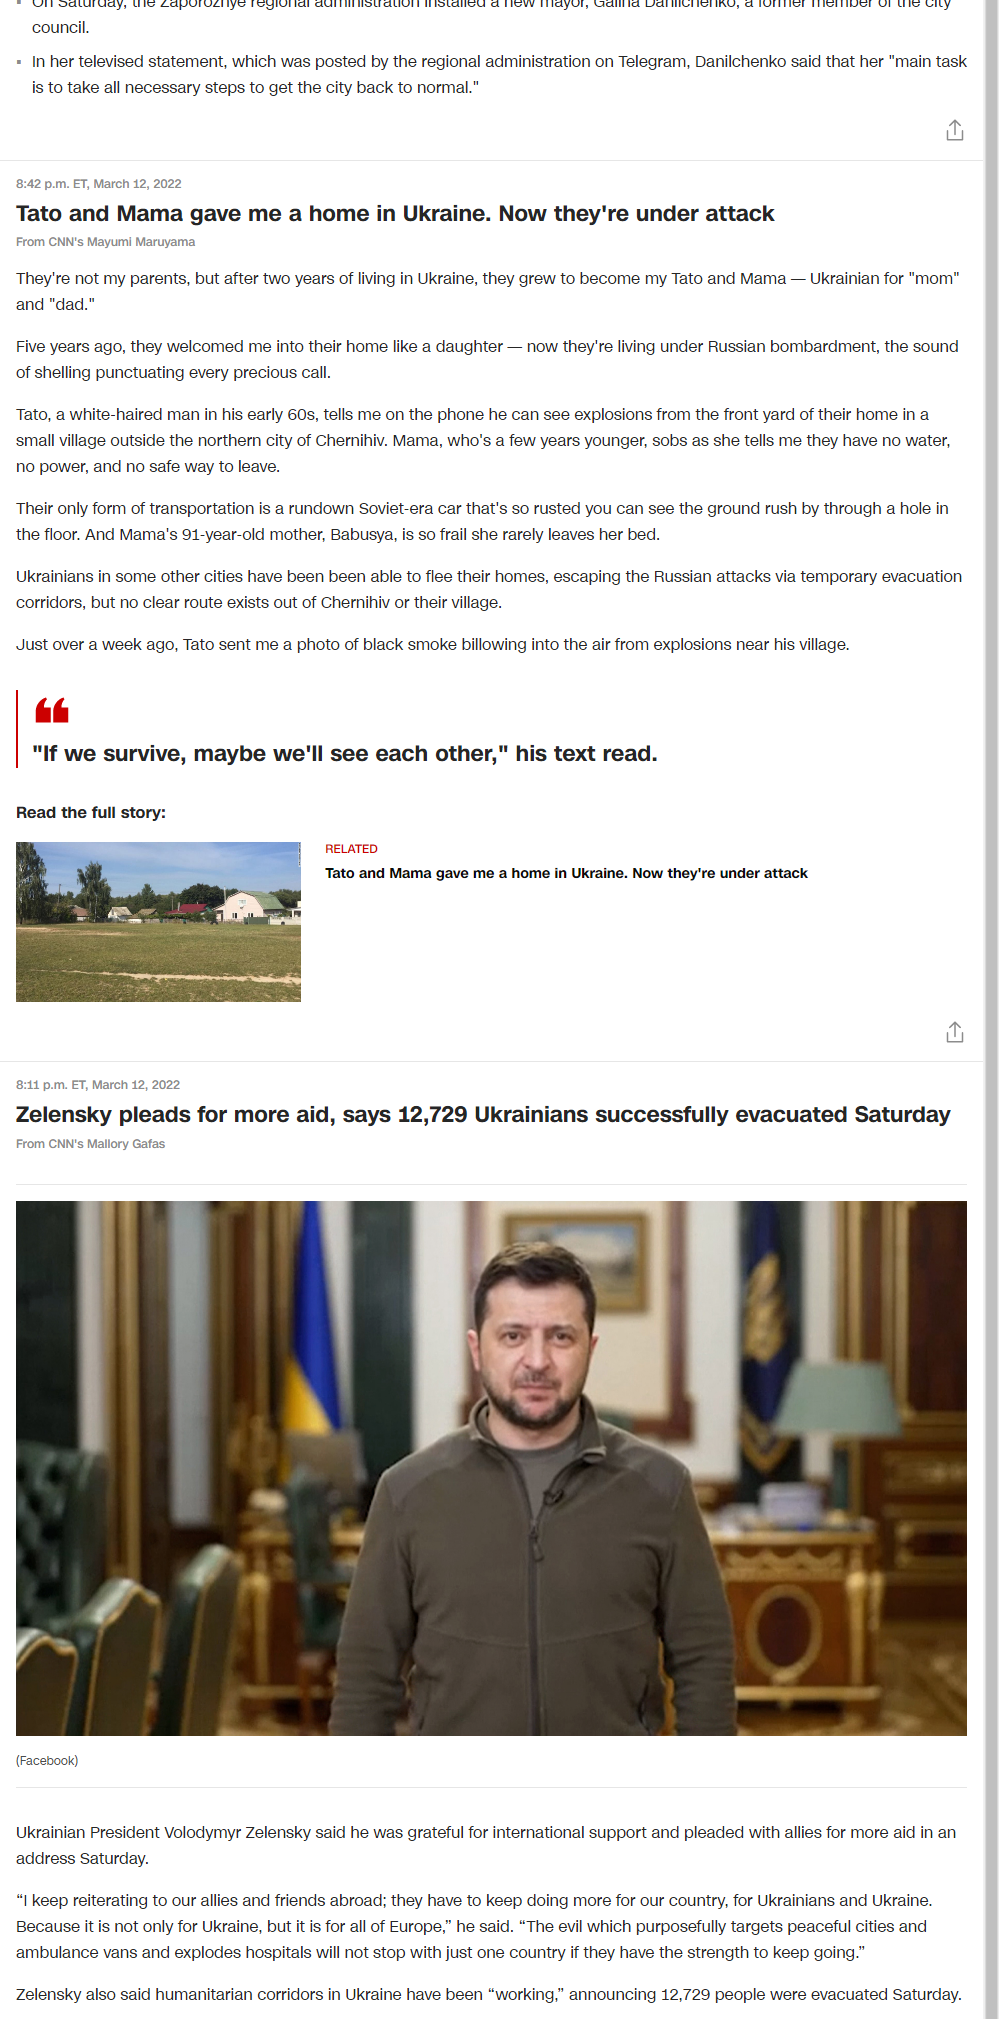 On Saturday, the Zaporozhye regional administration installed a new mayor, Galina Danilchenko, a former member of the city
council.
In her televised statement, which was posted by the regional administration on Telegram, Danilchenko said that her "main task
is to take all necessary steps to get the city back to normal."
8:42 p.m. ET, March 12, 2022
Tato and Mama gave me a home in Ukraine. Now they're under attack
From CNN's Mayumi Maruyama
They're not my parents, but after two years of living in Ukraine, they grew to become my Tato and Mama — Ukrainian for "mom"
and "dad."
Five years ago, they welcomed me into their home like a daughter — now they're living under Russian bombardment, the sound
of shelling punctuating every precious call.
Tato, a white-haired man in his early 60s, tells me on the phone he can see explosions from the front yard of their home in a
small village outside the northern city of Chernihiv. Mama, who's a few years younger, sobs as she tells me they have no water,
no power, and no safe way to leave.
Their only form of transportation is a rundown Soviet-era car that's so rusted you can see the ground rush by through a hole in
the floor. And Mama's 91-year-old mother, Babusya, is so frail she rarely leaves her bed.
Ukrainians in some other cities have been been able to flee their homes, escaping the Russian attacks via temporary evacuation
corridors, but no clear route exists out of Chernihiv or their village.
Just over a week ago, Tato sent me a photo of black smoke billowing into the air from explosions near his village.
"If we survive, maybe we'll see each other," his text read.
Read the full story:
RELATED
Tato and Mama gave me a home in Ukraine. Now they're under attack
8:11 p.m. ET, March 12, 2022
Zelensky pleads for more aid, says 12,729 Ukrainians successfully evacuated Saturday
From CNN's Mallory Gafas
(Facebook)
Ukrainian President Volodymyr Zelensky said he was grateful for international support and pleaded with allies for more aid in an
address Saturday.
“I keep reiterating to our allies and friends abroad; they have to keep doing more for our country, for Ukrainians and Ukraine.
Because it is not only for Ukraine, but it is for all of Europe,” he said. “The evil which purposefully targets peaceful cities and
ambulance vans and explodes hospitals will not stop with just one country if they have the strength to keep going.”
Zelensky also said humanitarian corridors in Ukraine have been “working,” announcing 12,729 people were evacuated Saturday.